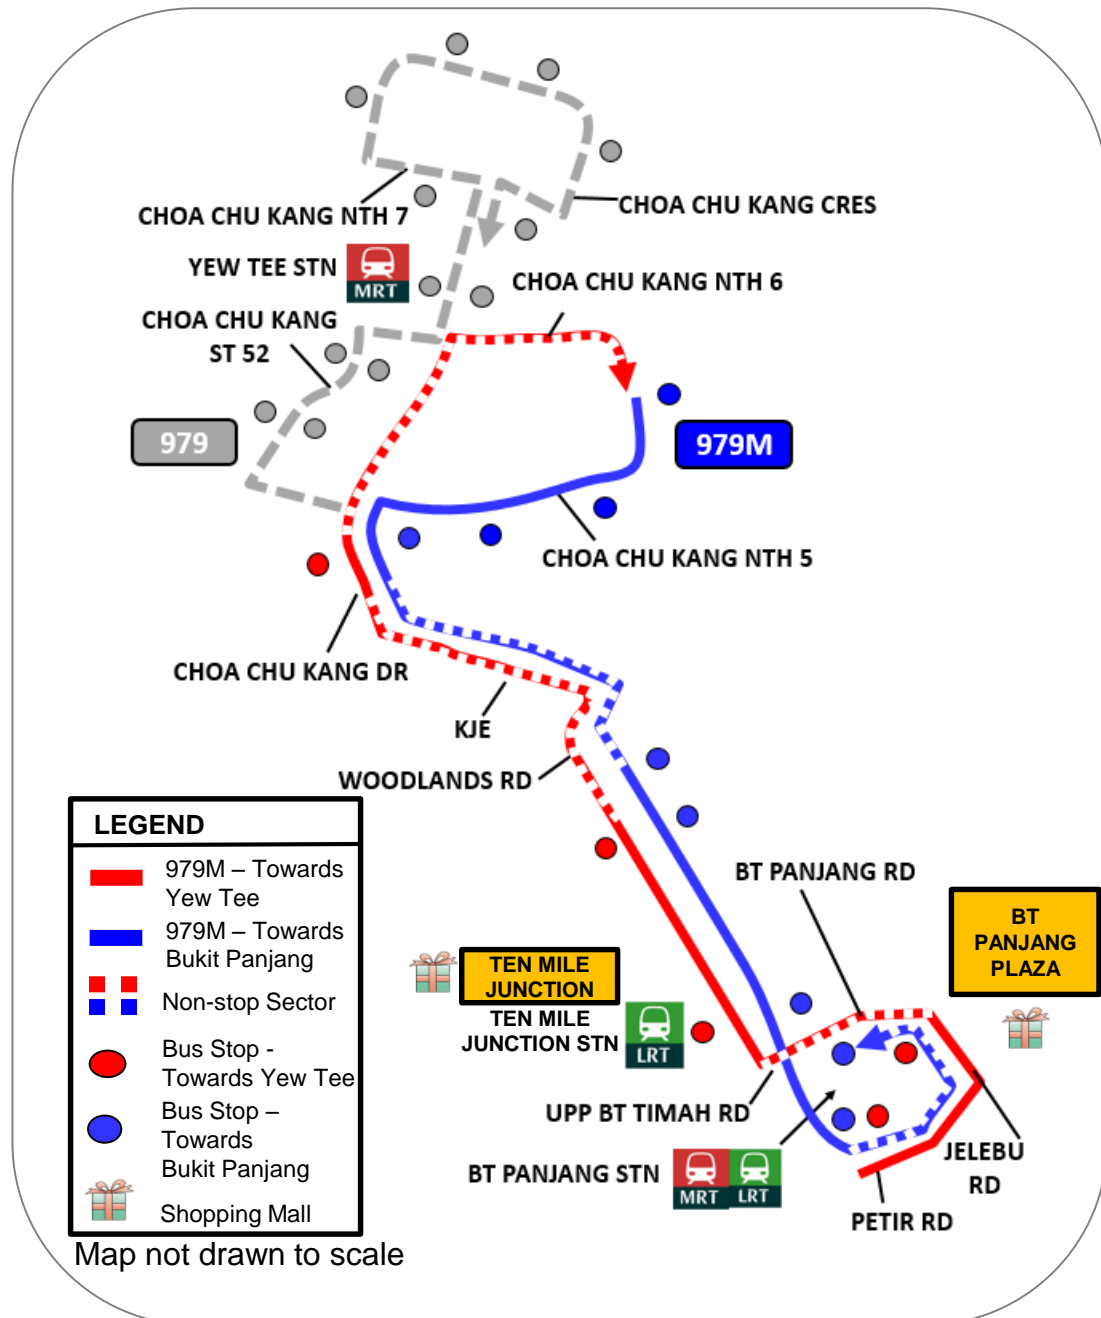 CHOA CHU KANG NTH 7
CHOA CHU KANG CRES
YEW TEE STN
MRT
CHOA CHU KANG NTH 6
CHOA CHU KANG
ST 52
979
979M
CHOA CHU KANG NTH 5
CHOA CHU KANG DR
KJE
WOODLANDS RD
LEGEND
979M – Towards
Yew Tee
979M – Towards
Bukit Panjang
Non-stop Sector
Bus Stop -
Towards Yew Tee
Bus Stop –
Towards
Bukit Panjang
Shopping Mall
BT PANJANG RD
BT
PANJANG
PLAZA
TEN MILE
JUNCTION
TEN MILE
JUNCTION STN
LRT
UPP BT TIMAH RD
BT PANJANG STN
MRT
LRT
JELEBU
RD
PETIR RD
Map not drawn to scale